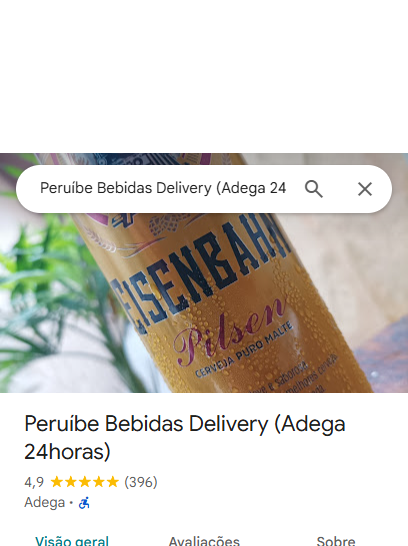 Peruíbe Bebidas Delivery (Adega 24
EISENBAHN
Pilsen
CERVEJA PURO MALTE
Peruíbe Bebidas Delivery (Adega
24horas)
4,9 (396)
Adega ·
Visão geral Avaliações Sobre